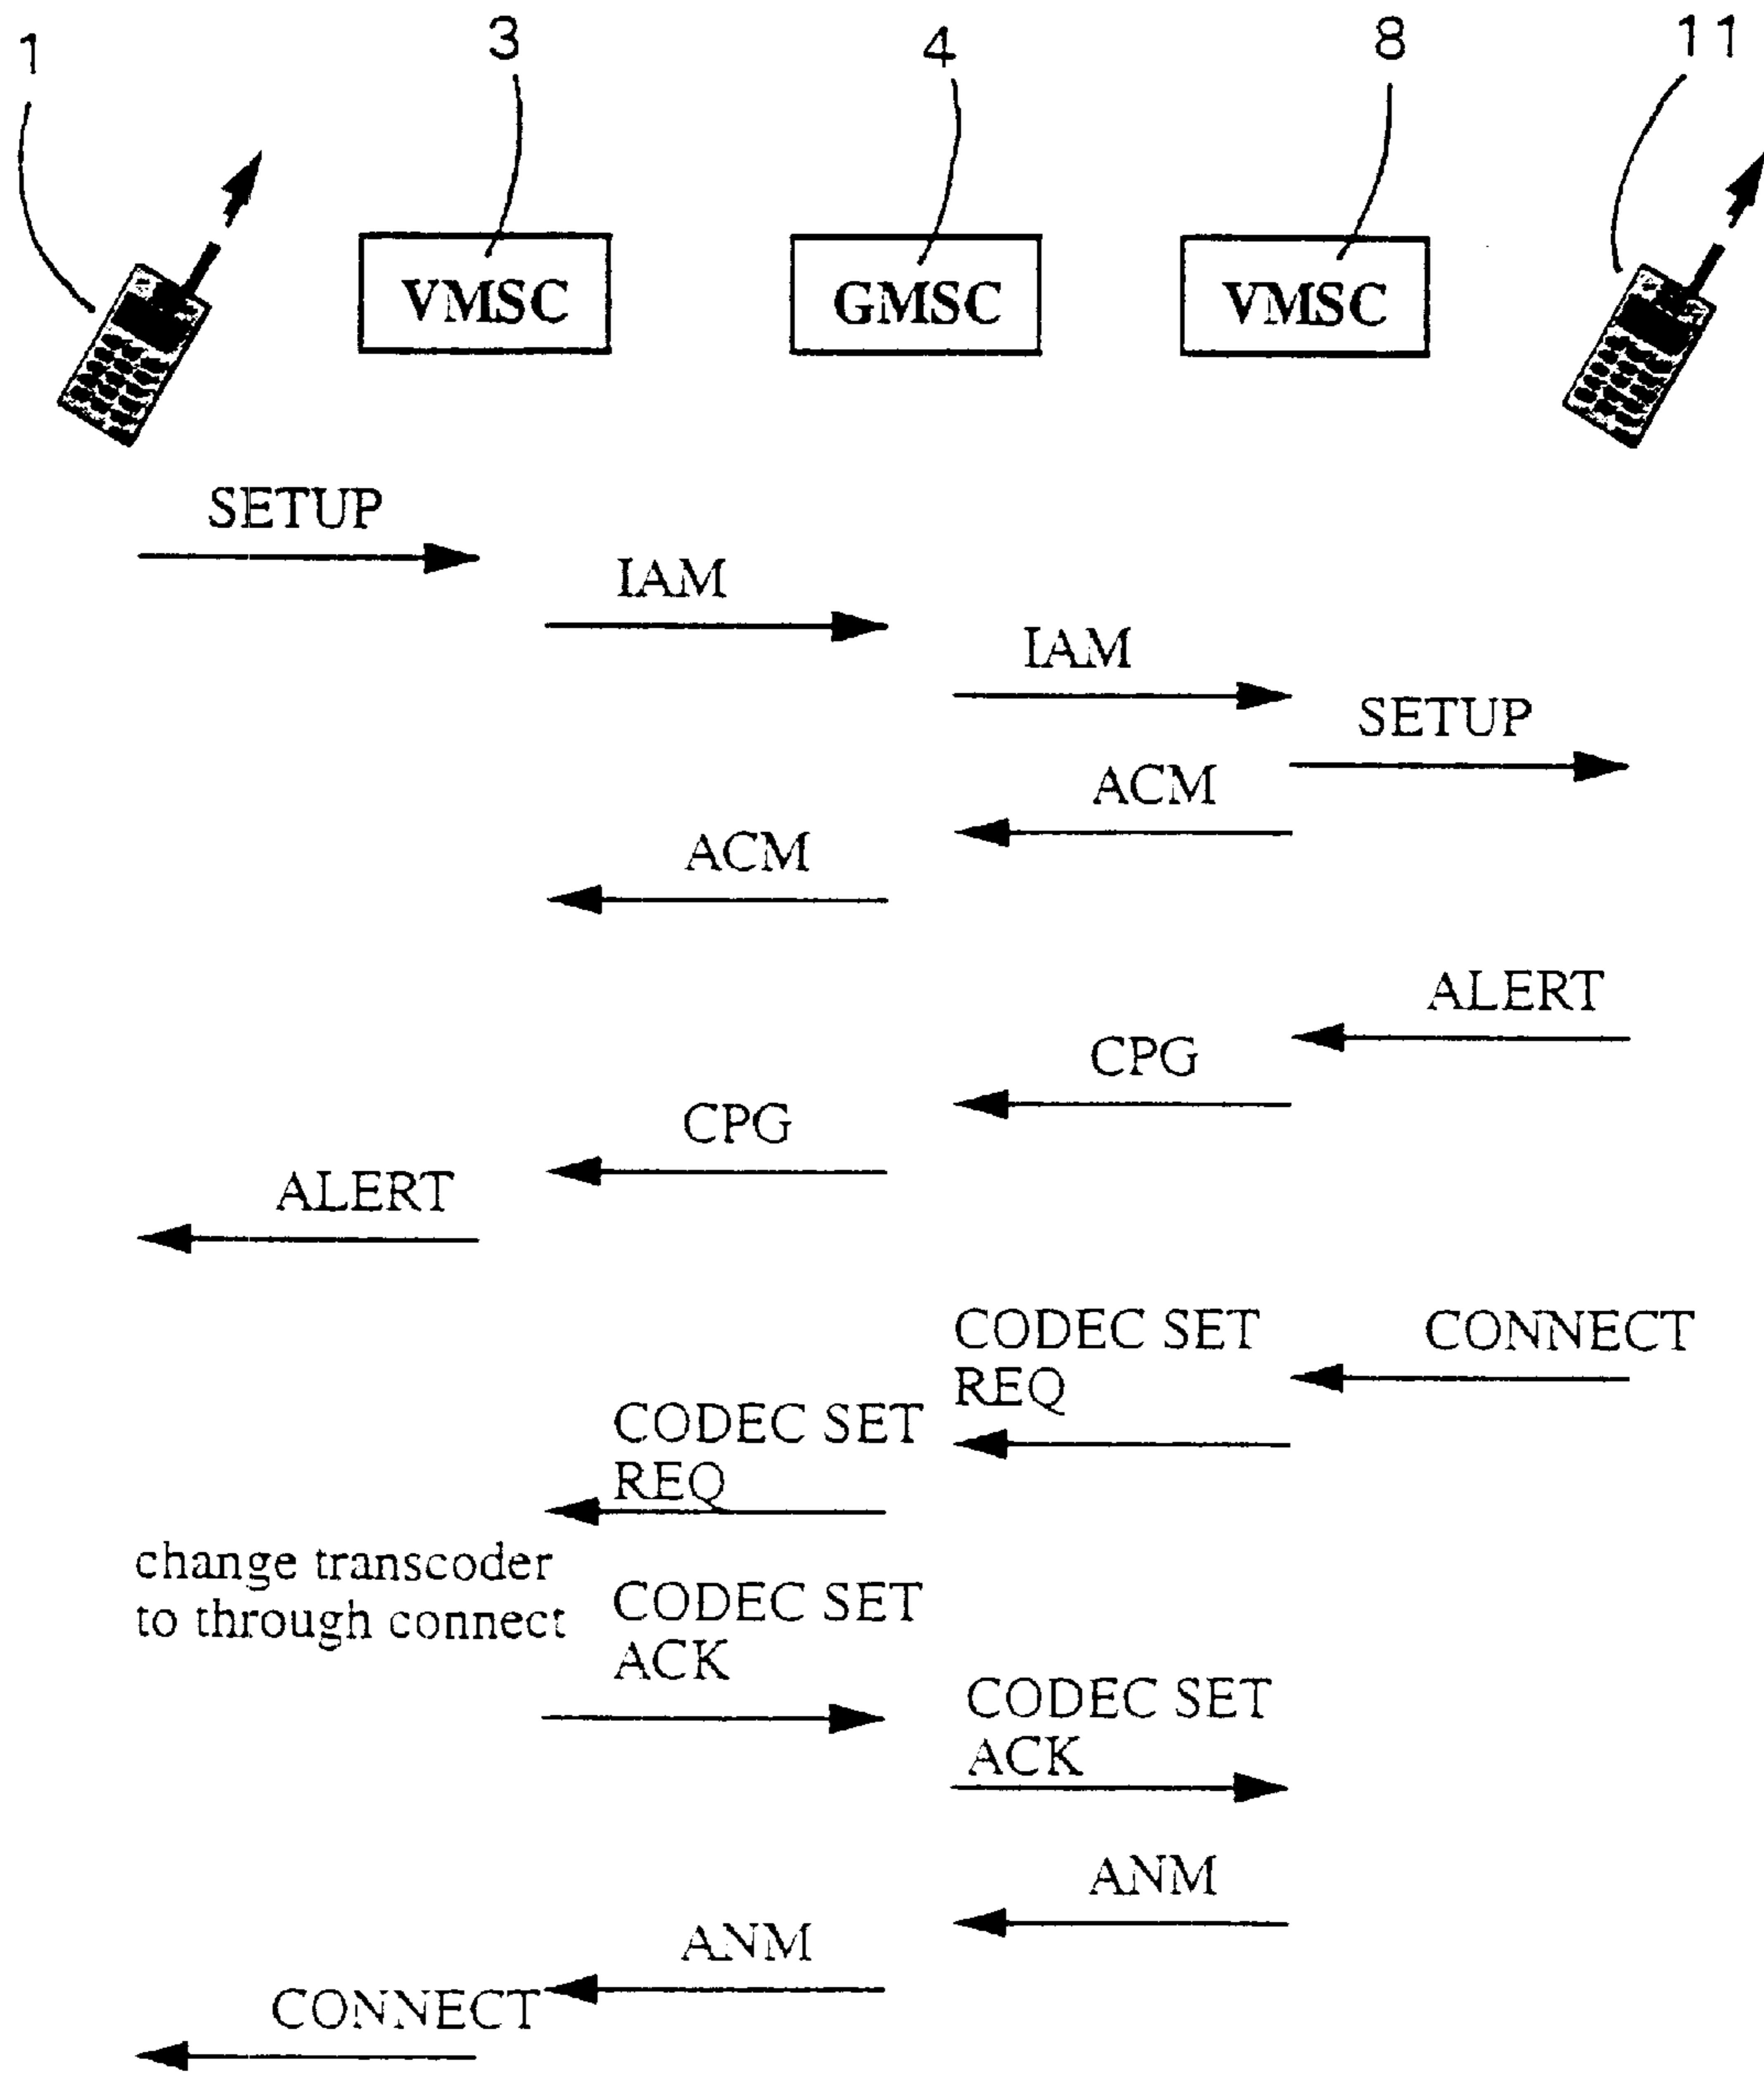 1
3
4
8
11
VMSC
GMSC
VMSC
SETUP
IAM
IAM
SETUP
ACM
ACM
ALERT
CPG
CPG
ALERT
CODEC SET
REQ
CONNECT
CODEC SET
REQ
change transcoder
to through connect
CODEC SET
ACK
CODEC SET
ACK
ANM
ANM
CONNECT